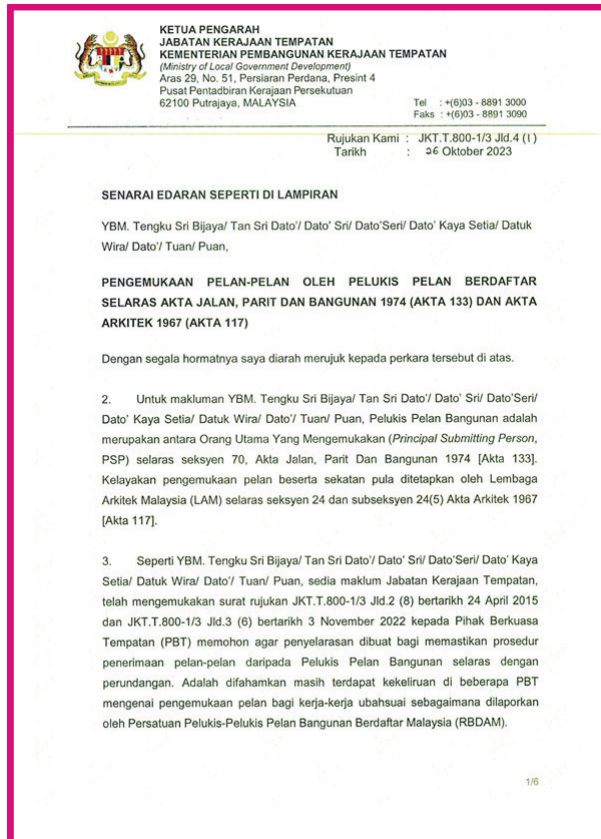 KETUA PENGARAH
JABATAN KERAJAAN TEMPATAN
KEMENTERIAN PEMBANGUNAN KERAJAAN TEMPATAN
(Ministry of Local Government Development)
Aras 29, No. 51, Persiaran Perdana, Presint 4
Pusat Pentadbiran Kerajaan Persekutuan
62100 Putrajaya, MALAYSIA
Tel : +(6)03 - 8891 3000
Faks : +(6)03 - 8891 3090
Rujukan Kami : JKT.T.800-1/3 Jld.4 (1)
Tarikh : 26 Oktober 2023
SENARAI EDARAN SEPERTI DI LAMPIRAN
YBM. Tengku Sri Bijaya/ Tan Sri Dato'/ Dato' Sri/ Dato'Seri/ Dato' Kaya Setia/ Datuk
Wira/ Dato'/ Tuan/ Puan,
PENGEMUKAAN PELAN-PELAN OLEH PELUKIS PELAN BERDAFTAR
SELARAS AKTA JALAN, PARIT DAN BANGUNAN 1974 (AKTA 133) DAN AKTA
ARKITEK 1967 (AKTA 117)
Dengan segala hormatnya saya diarah merujuk kepada perkara tersebut di atas.
2. Untuk makluman YBM. Tengku Sri Bijaya/ Tan Sri Dato'/ Dato' Sri/ Dato'Seri/
Dato' Kaya Setia/ Datuk Wira/ Dato'/ Tuan/ Puan, Pelukis Pelan Bangunan adalah
merupakan antara Orang Utama Yang Mengemukakan (Principal Submitting Person,
PSP) selaras seksyen 70, Akta Jalan, Parit Dan Bangunan 1974 [Akta 133].
Kelayakan pengemukaan pelan beserta sekatan pula ditetapkan oleh Lembaga
Arkitek Malaysia (LAM) selaras seksyen 24 dan subseksyen 24(5) Akta Arkitek 1967
[Akta 117].
3. Seperti YBM. Tengku Sri Bijaya/ Tan Sri Dato'/ Dato' Sri/ Dato'Seri/ Dato' Kaya
Setia/ Datuk Wira/ Dato'/ Tuan/ Puan, sedia maklum Jabatan Kerajaan Tempatan,
telah mengemukakan surat rujukan JKT.T.800-1/3 Jld.2 (8) bertarikh 24 April 2015
dan JKT.T.800-1/3 Jld.3 (6) bertarikh 3 November 2022 kepada Pihak Berkuasa
Tempatan (PBT) memohon agar penyelarasan dibuat bagi memastikan prosedur
penerimaan pelan-pelan daripada Pelukis Pelan Bangunan selaras dengan
perundangan. Adalah difahamkan masih terdapat kekeliruan di beberapa PBT
mengenai pengemukaan pelan bagi kerja-kerja ubahsuai sebagaimana dilaporkan
oleh Persatuan Pelukis-Pelukis Pelan Bangunan Berdaftar Malaysia (RBDAM).
1/6